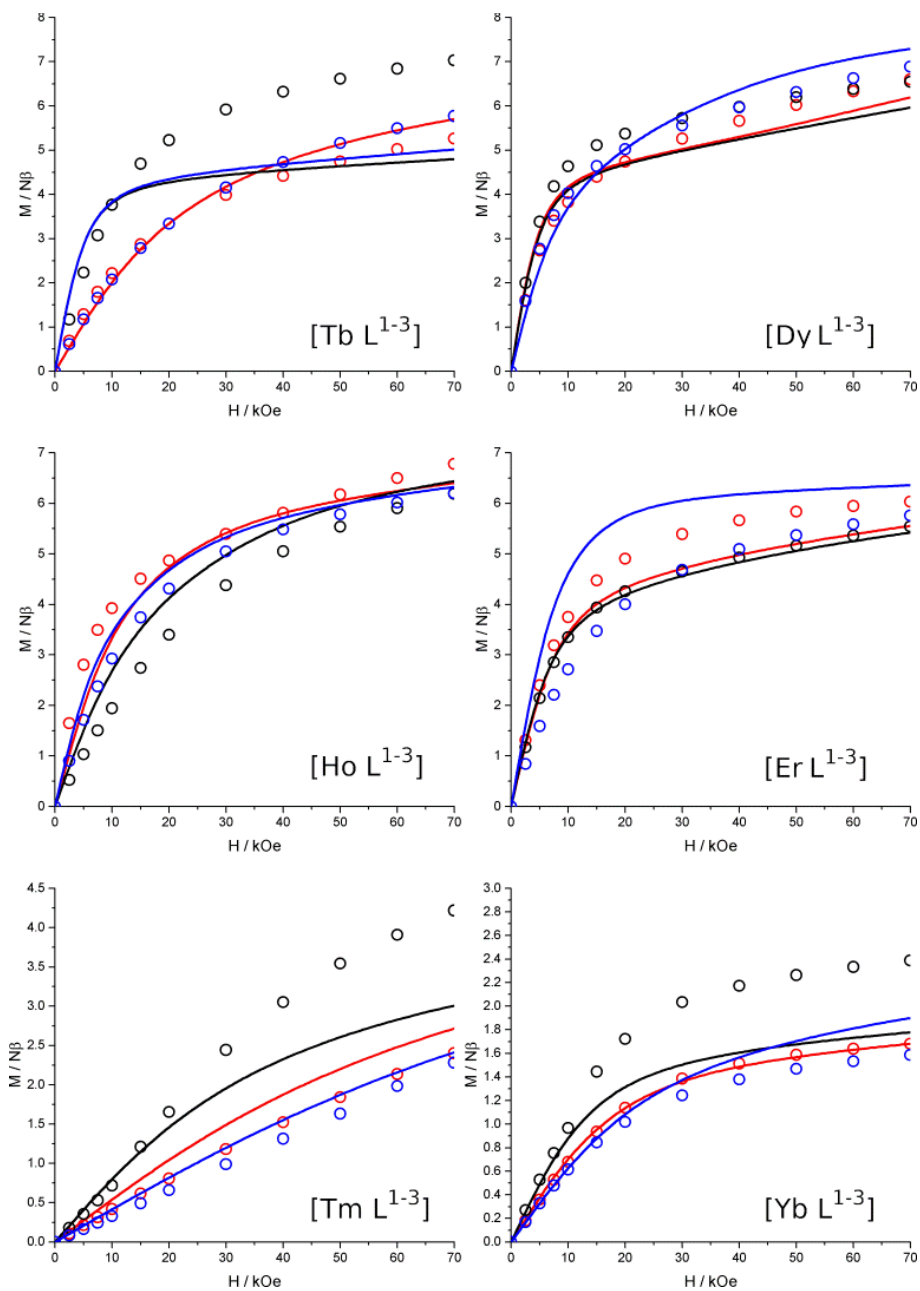 8
7
6
5
4
3
2
1
0
M / Nβ
0 10 20 30 40 50 60 70
H / kOe
[Tb L1-3]
8
7
6
5
4
3
2
1
0
M / Nβ
0 10 20 30 40 50 60 70
H / kOe
[Dy L1-3]
7
6
5
4
3
2
1
0
M / Nβ
0 10 20 30 40 50 60 70
H / kOe
[Ho L1-3]
7
6
5
4
3
2
1
0
M / Nβ
0 10 20 30 40 50 60 70
H / kOe
[Er L1-3]
4.5
4.0
3.5
3.0
2.5
2.0
1.5
1.0
0.5
0.0
M / Nβ
0 10 20 30 40 50 60 70
H / kOe
[Tm L1-3]
3.0
2.8
2.6
2.4
2.2
2.0
1.8
1.6
1.4
1.2
1.0
0.8
0.6
0.4
0.2
0.0
M / Nβ
0 10 20 30 40 50 60 70
H / kOe
[Yb L1-3]